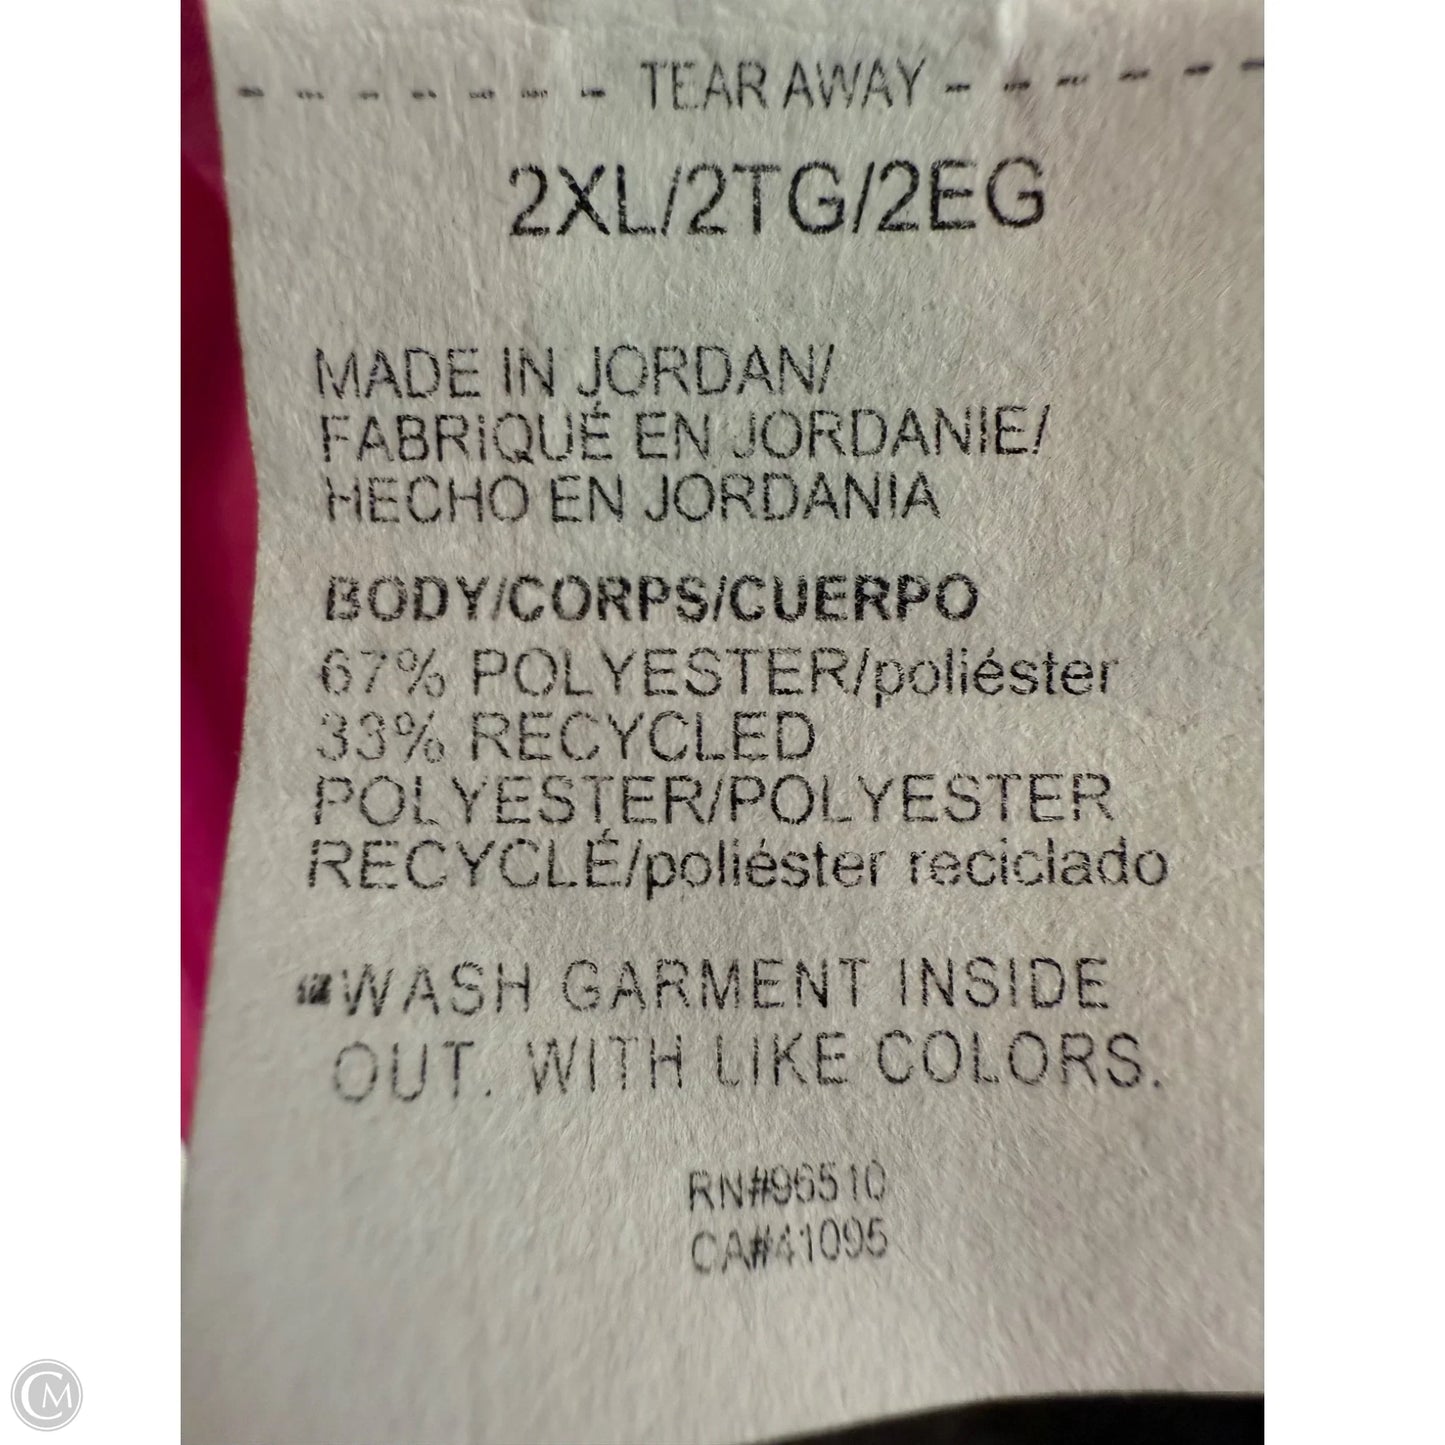 - - - - - - - TEAR AWAY - - - - - -
2XL/2TG/2EG
MADE IN JORDAN/
FABRIQUÉ EN JORDANIE/
HECHO EN JORDANIA
BODY/CORPS/CUERPO
67% POLYESTER/poliéster
33% RECYCLED
POLYESTER/POLYESTER
RECYCLÉ/poliéster reciclado
WASH GARMENT INSIDE
OUT. WITH LIKE COLORS.
RN#96510
CA#41095
CM